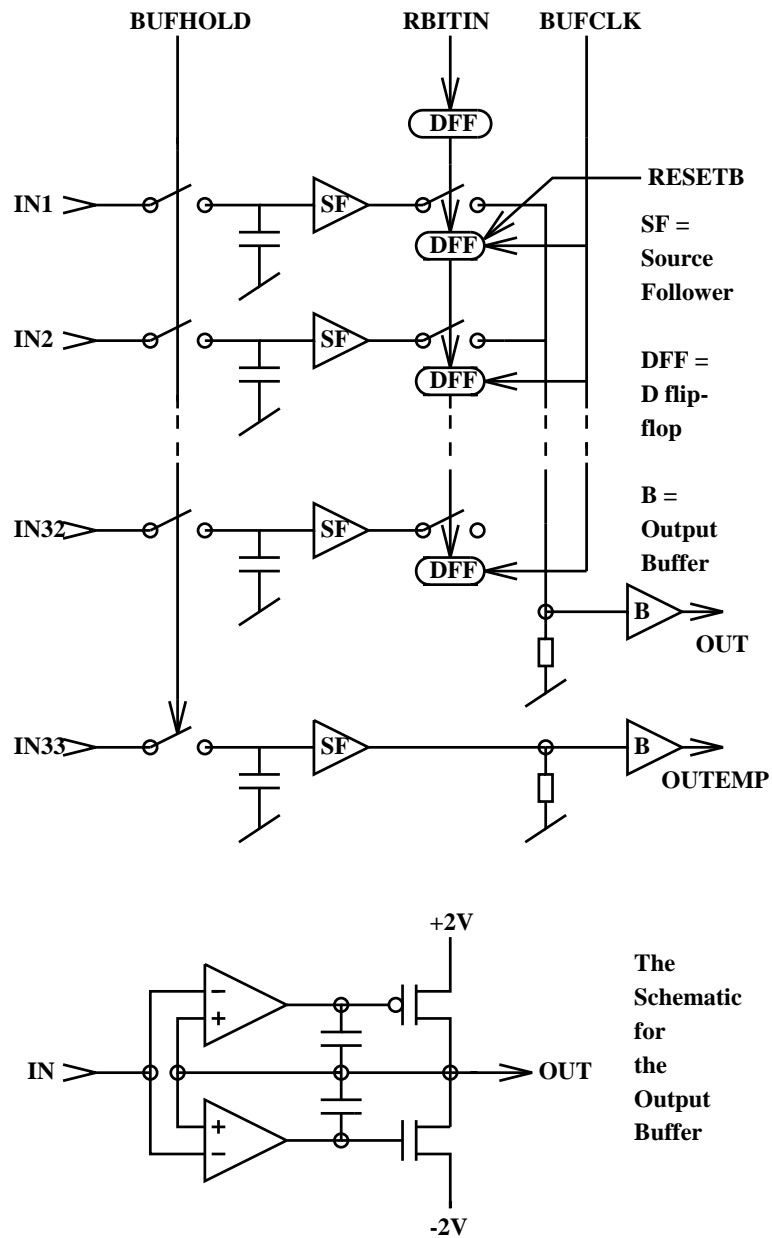 BUFHOLD RBITIN BUFCLK
DFF
RESETB
IN1 SF
DFF
SF =
Source
Follower
IN2 SF
DFF
DFF =
D flip-
flop
IN32 SF
DFF
B =
Output
Buffer
B
OUT
IN33 SF B
OUTEMP
+2V
−
+
IN OUT
+
−
-2V
The
Schematic
for
the
Output
Buffer